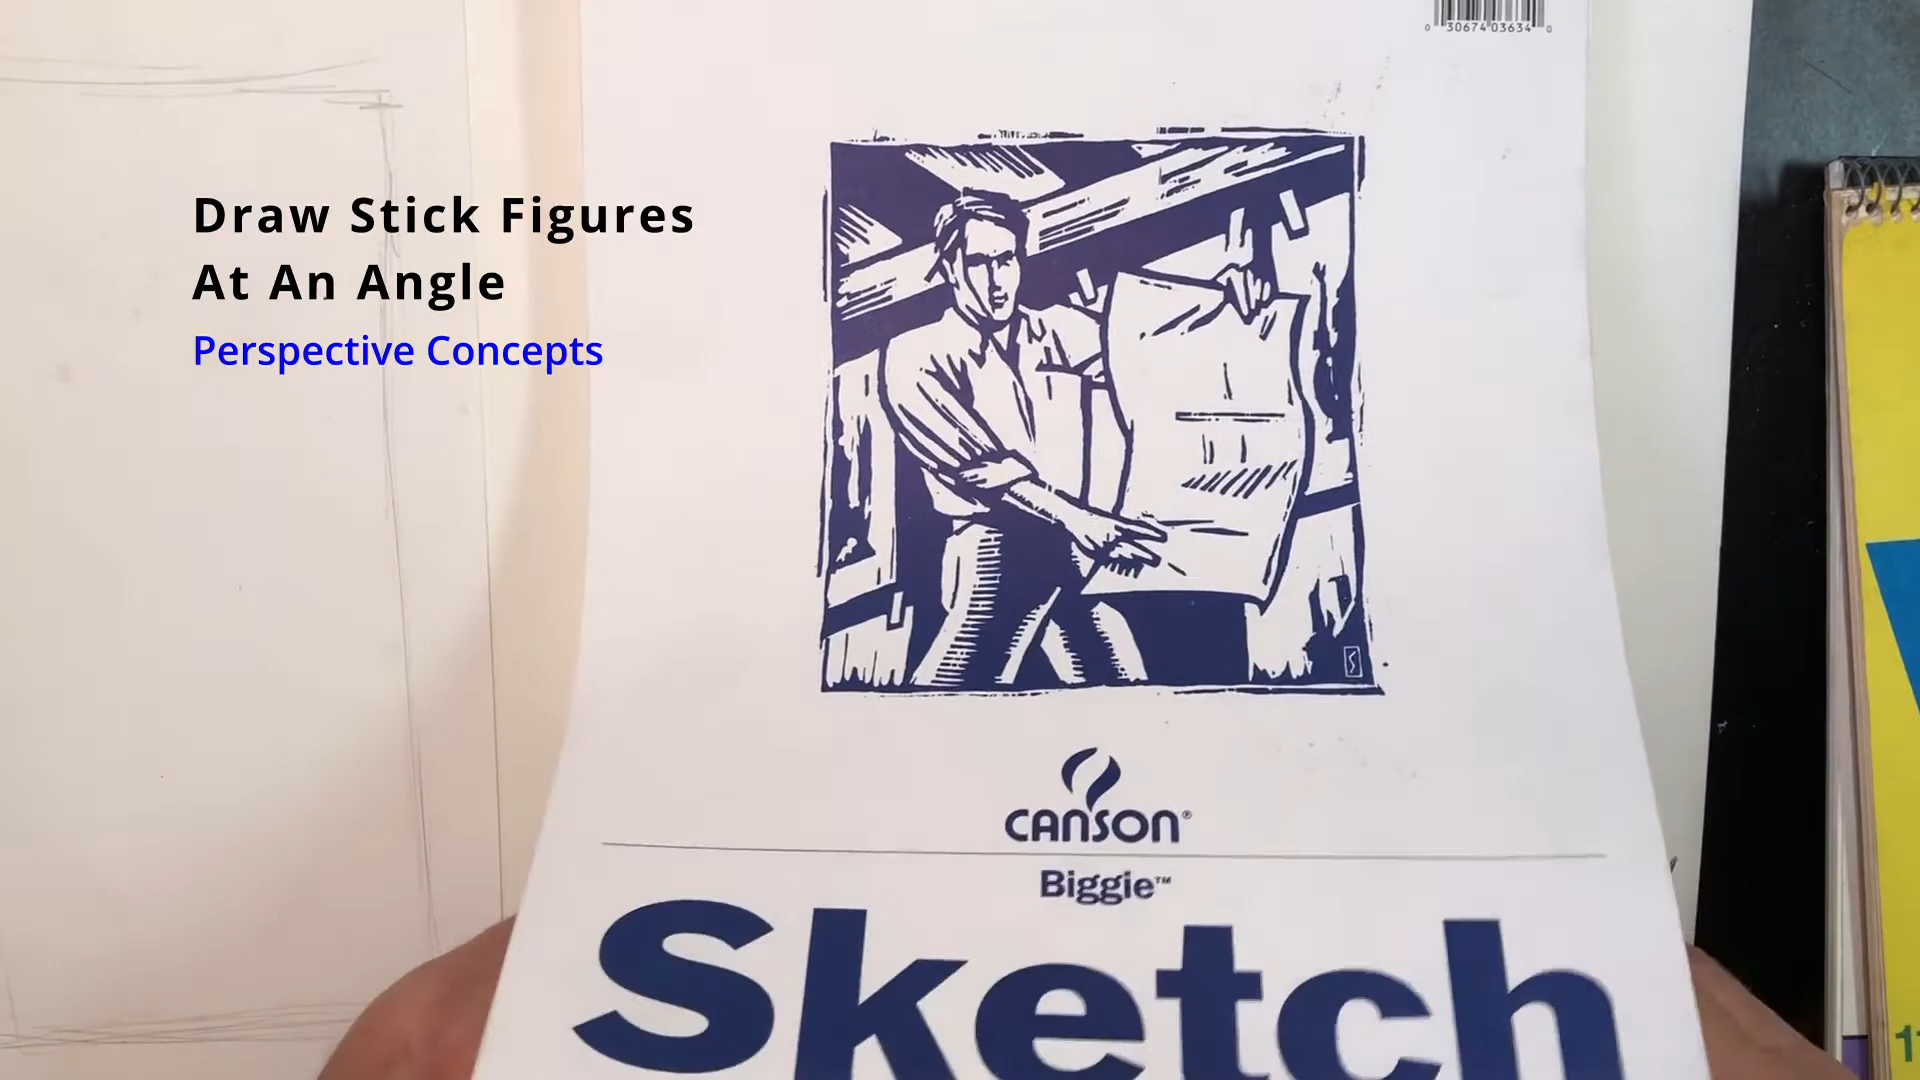 0 30674 03634 0
Draw Stick Figures
At An Angle
Perspective Concepts
CANSON®
Biggie™
Sketch